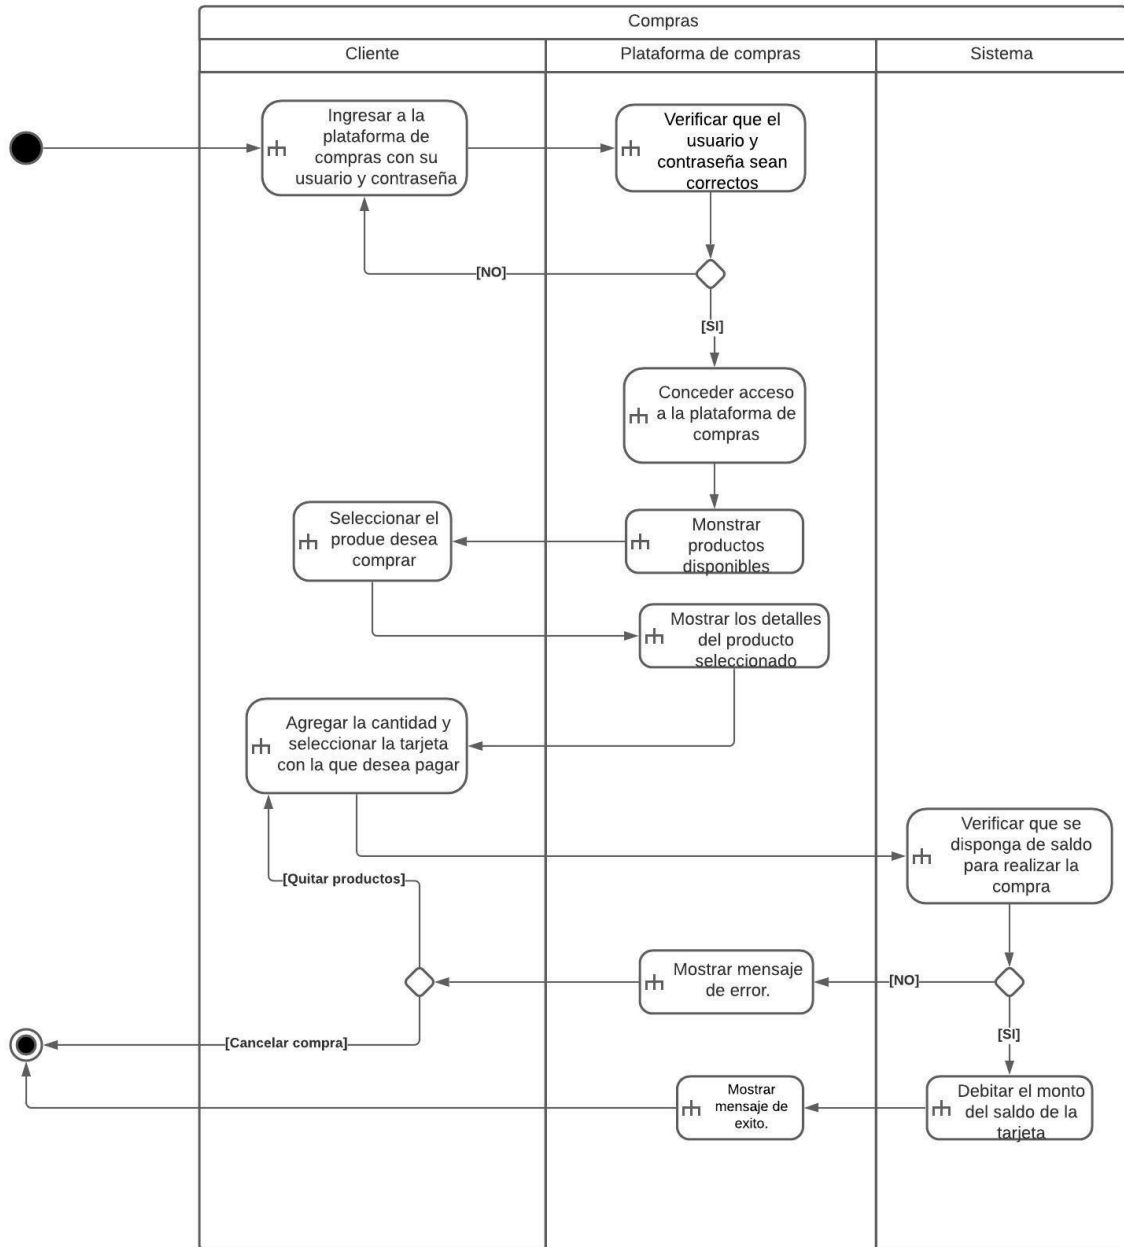 Compras
Cliente
Plataforma de compras
Sistema
Ingresar a la
plataforma de
compras con su
usuario y contraseña
Verificar que el
usuario y
contraseña sean
correctos
[NO]
[SI]
Conceder acceso
a la plataforma de
compras
Monstrar
productos
disponibles
Seleccionar el
produe desea
comprar
Mostrar los detalles
del producto
seleccionado
Agregar la cantidad y
seleccionar la tarjeta
con la que desea pagar
Verificar que se
disponga de saldo
para realizar la
compra
[Quitar productos]
Mostrar mensaje
de error.
[NO]
[SI]
[Cancelar compra]
Debitar el monto
del saldo de la
tarjeta
Mostrar
mensaje de
exito.